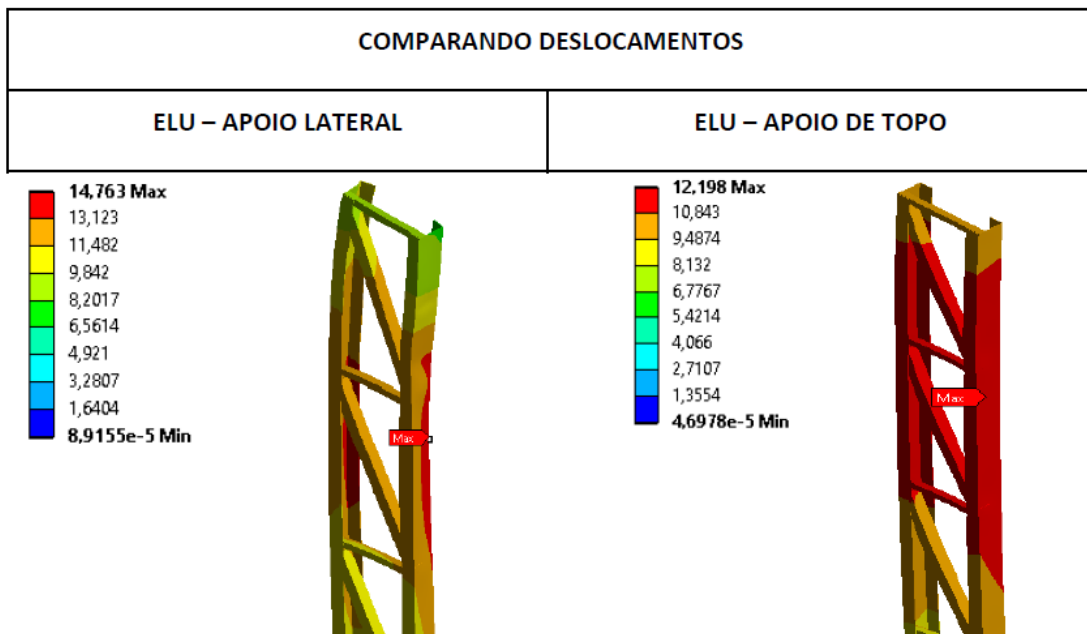 COMPARANDO DESLOCAMENTOS
ELU – APOIO LATERAL
ELU – APOIO DE TOPO
14,763 Max
13,123
11,482
9,842
8,2017
6,5614
4,921
3,2807
1,6404
8,9155e-5 Min
Max
12,198 Max
10,843
9,4874
8,132
6,7767
5,4214
4,066
2,7107
1,3554
4,6978e-5 Min
Max